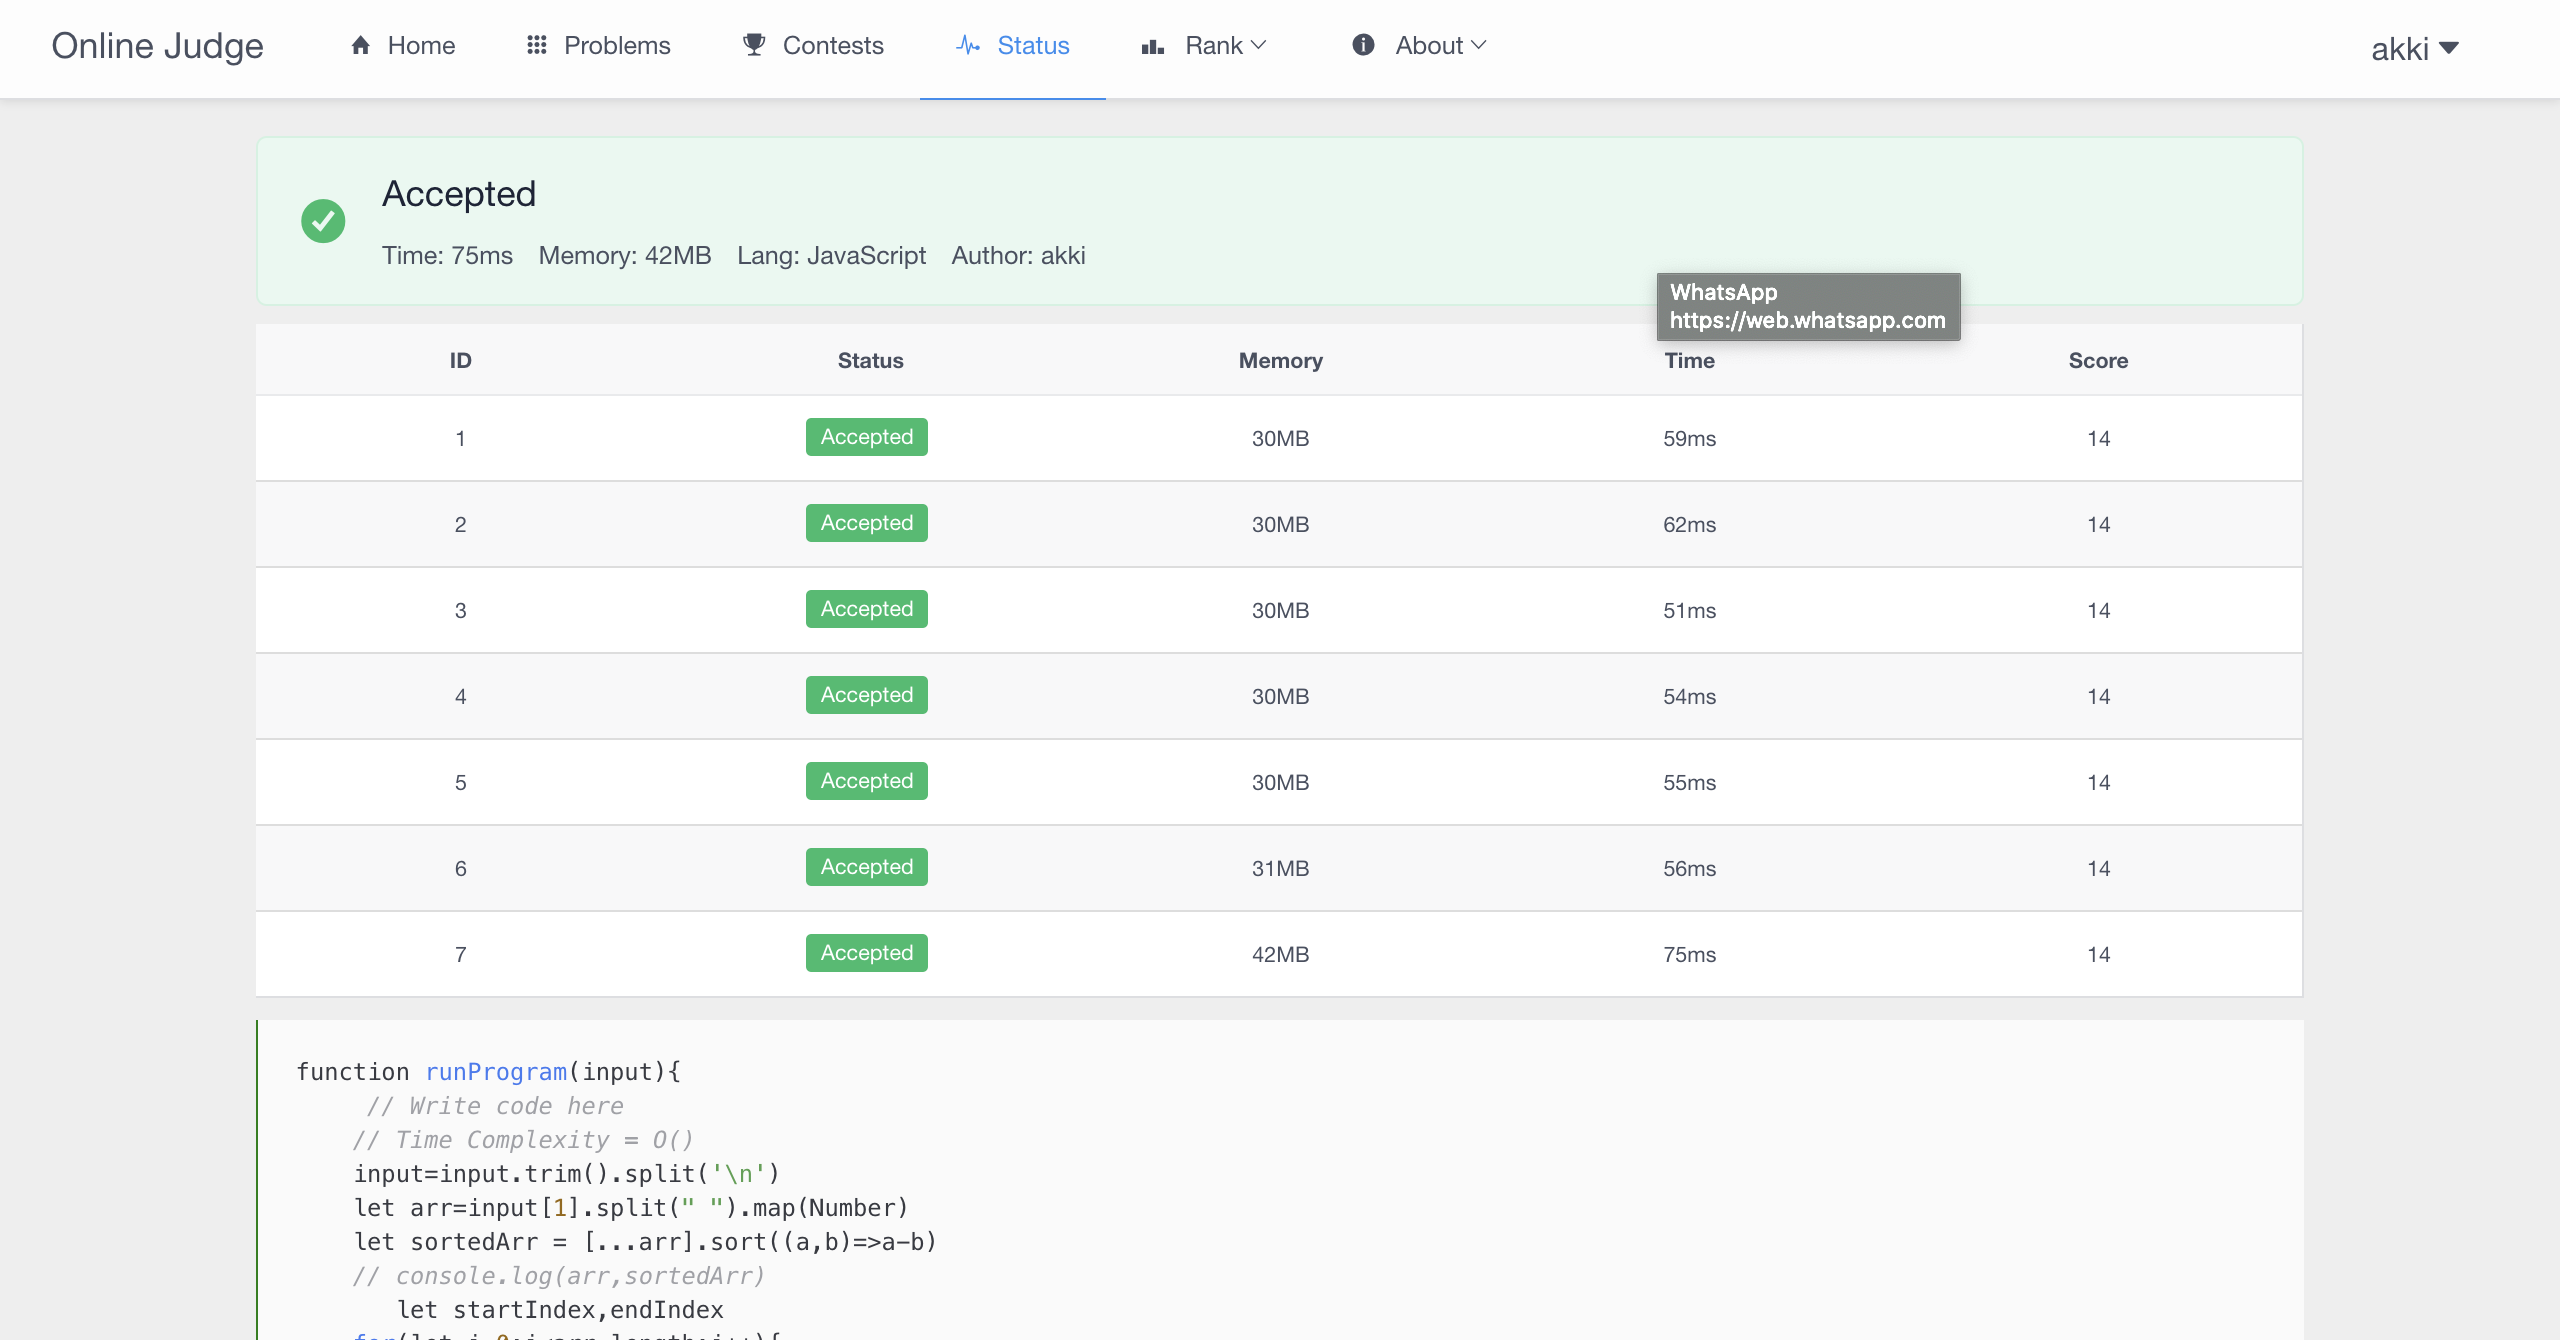 Online Judge Home Problems Contests Status Rank About akki
Accepted
Time: 75ms Memory: 42MB Lang: JavaScript Author: akki
WhatsApp
https://web.whatsapp.com
ID Status Memory Time Score
1 Accepted 30MB 59ms 14
2 Accepted 30MB 62ms 14
3 Accepted 30MB 51ms 14
4 Accepted 30MB 54ms 14
5 Accepted 30MB 55ms 14
6 Accepted 31MB 56ms 14
7 Accepted 42MB 75ms 14
function runProgram(input){
// Write code here
// Time Complexity = O()
input=input.trim().split('\n')
let arr=input[1].split(" ").map(Number)
let sortedArr = [...arr].sort((a,b)=>a-b)
// console.log(arr,sortedArr)
let startIndex,endIndex